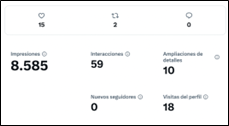 15 2 0
Impresiones Interacciones Ampliaciones de detalles
8.585 59 10
Nuevos seguidores Visitas del perfil
0 18